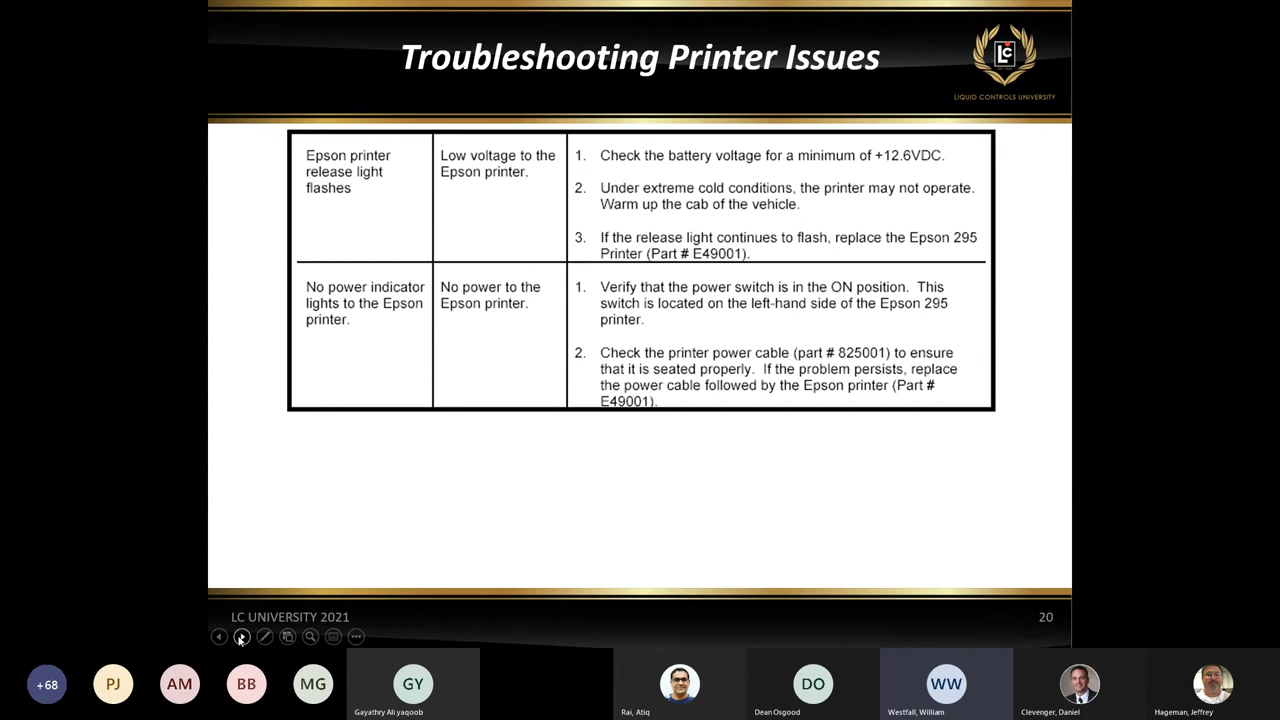 Troubleshooting Printer Issues
Lc
LIQUID CONTROLS UNIVERSITY
Epson printer
release light
flashes
Low voltage to the
Epson printer.
1. Check the battery voltage for a minimum of +12.6VDC.
2. Under extreme cold conditions, the printer may not operate.
Warm up the cab of the vehicle.
3. If the release light continues to flash, replace the Epson 295
Printer (Part # E49001).
No power indicator
lights to the Epson
printer.
No power to the
Epson printer.
1. Verify that the power switch is in the ON position. This
switch is located on the left-hand side of the Epson 295
printer.
2. Check the printer power cable (part # 825001) to ensure
that it is seated properly. If the problem persists, replace
the power cable followed by the Epson printer (Part #
E49001).
LC UNIVERSITY 2021
20
+68
PJ
AM
BB
MG
GY
Gayathry Ali yaqoob
Rai, Atiq
DO
Dean Osgood
WW
Westfall, William
Clevenger, Daniel
Hageman, Jeffrey